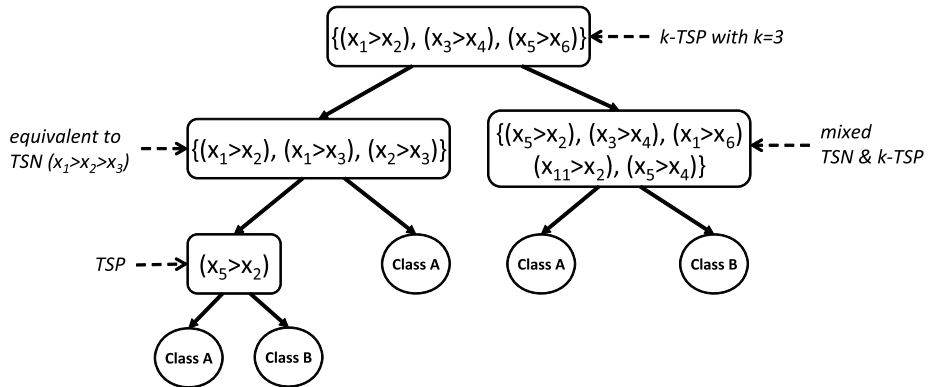 {(x₁>x₂), (x₃>x₄), (x₅>x₆)}
k-TSP with k=3
equivalent to
TSN (x₁>x₂>x₃)
{(x₁>x₂), (x₁>x₃), (x₂>x₃)}
{(x₅>x₂), (x₃>x₄), (x₁>x₆)
(x₁₁>x₂), (x₅>x₄)}
mixed
TSN & k-TSP
TSP
(x₅>x₂)
Class A
Class A
Class B
Class A
Class B